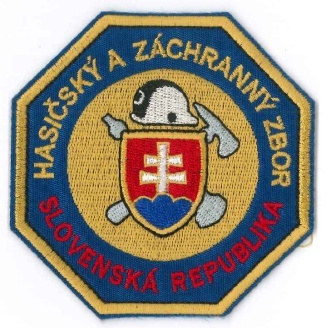 HASIČSKÝ A ZÁCHRANNÝ ZBOR
SLOVENSKÁ REPUBLIKA